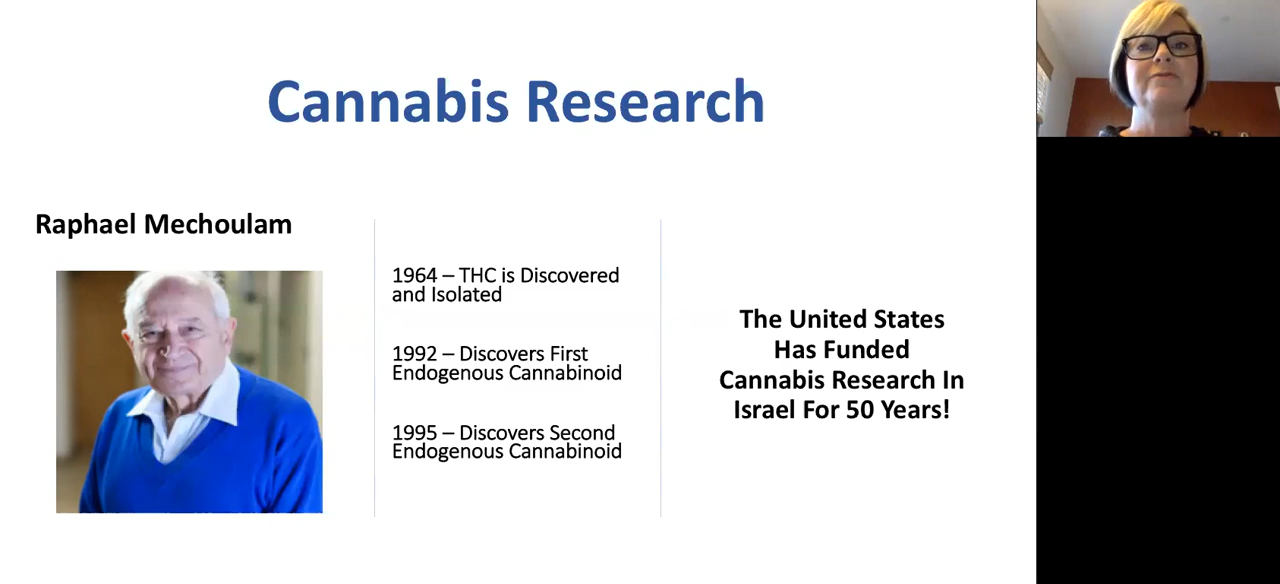 Cannabis Research
Raphael Mechoulam
1964 – THC is Discovered
and Isolated
1992 – Discovers First
Endogenous Cannabinoid
1995 – Discovers Second
Endogenous Cannabinoid
The United States
Has Funded
Cannabis Research In
Israel For 50 Years!